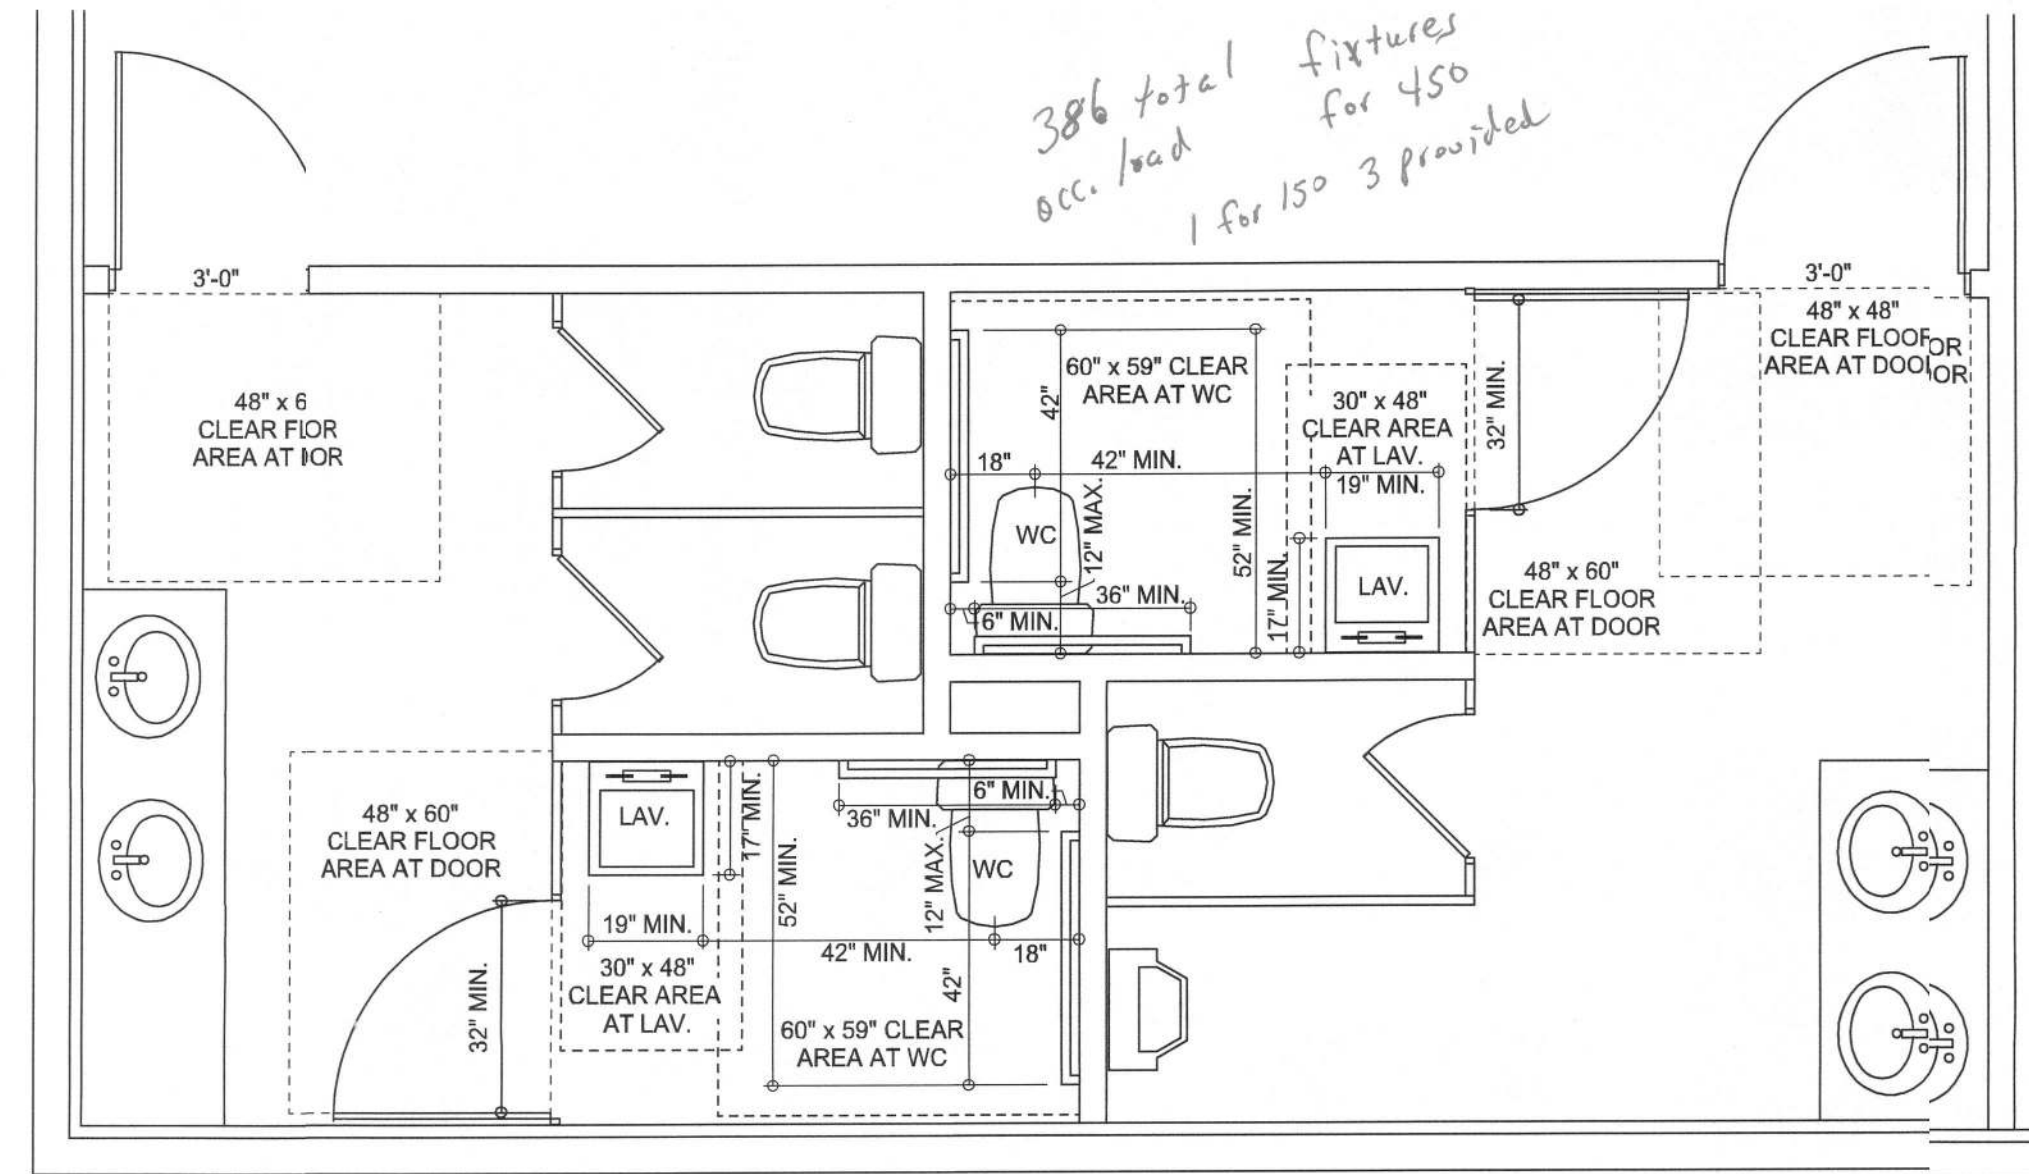 386 total fixtures
occ. load for 450
1 for 150 3 provided
3'-0"
3'-0"
48" x 48"
CLEAR FLOOR
AREA AT DOOR
OR
OR
48" x 6
CLEAR FLOR
AREA AT DOR
60" x 59" CLEAR
AREA AT WC
42"
30" x 48"
CLEAR AREA
AT LAV.
32" MIN.
18"
42" MIN.
19" MIN.
WC
12" MAX.
52" MIN.
17" MIN.
LAV.
36" MIN.
6" MIN.
48" x 60"
CLEAR FLOOR
AREA AT DOOR
48" x 60"
CLEAR FLOOR
AREA AT DOOR
LAV.
17" MIN.
36" MIN.
6" MIN.
12" MAX.
WC
52" MIN.
19" MIN.
42" MIN.
18"
32" MIN.
30" x 48"
CLEAR AREA
AT LAV.
42"
60" x 59" CLEAR
AREA AT WC